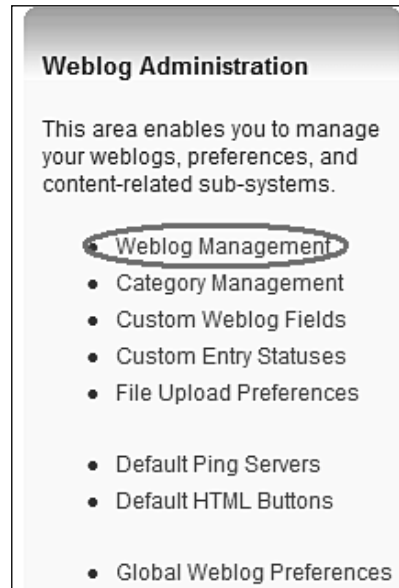 Weblog Administration
This area enables you to manage
your weblogs, preferences, and
content-related sub-systems.
Weblog Management
Category Management
Custom Weblog Fields
Custom Entry Statuses
File Upload Preferences
Default Ping Servers
Default HTML Buttons
Global Weblog Preferences